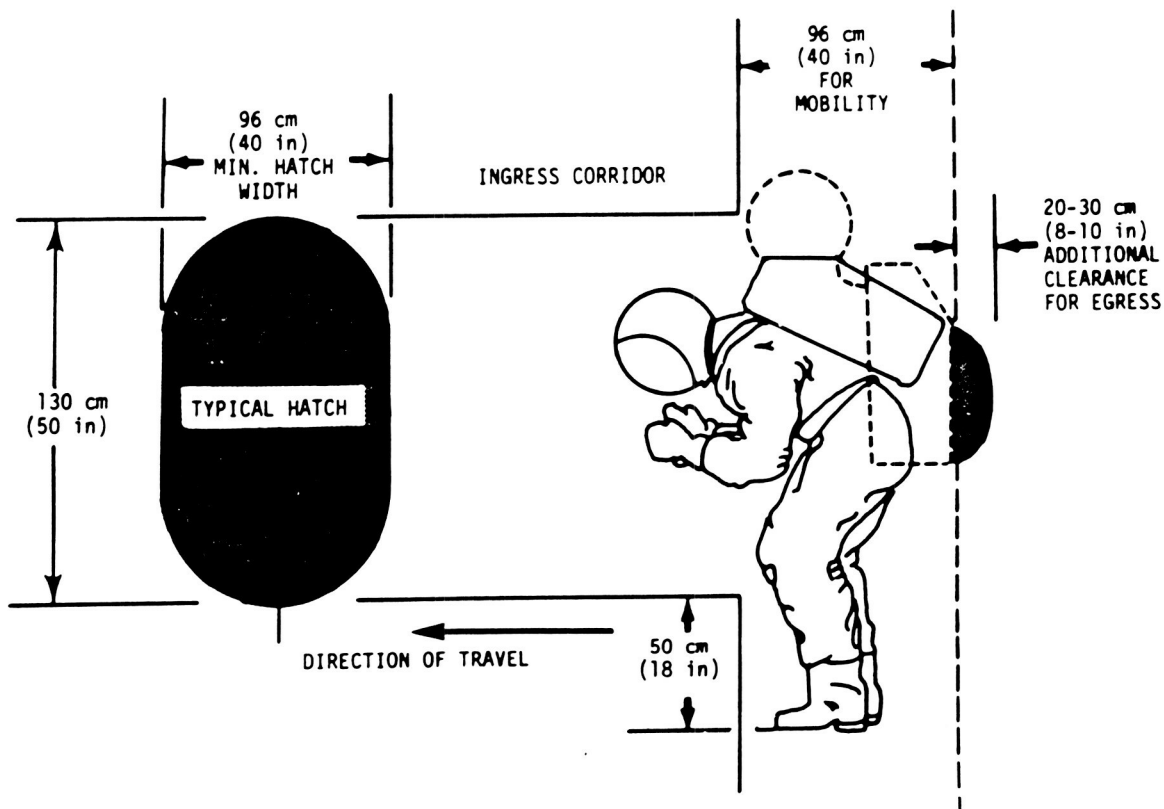 96 cm
(40 in)
FOR
MOBILITY
96 cm
(40 in)
MIN. HATCH
WIDTH
INGRESS CORRIDOR
20-30 cm
(8-10 in)
ADDITIONAL
CLEARANCE
FOR EGRESS
130 cm
(50 in)
TYPICAL HATCH
DIRECTION OF TRAVEL
50 cm
(18 in)